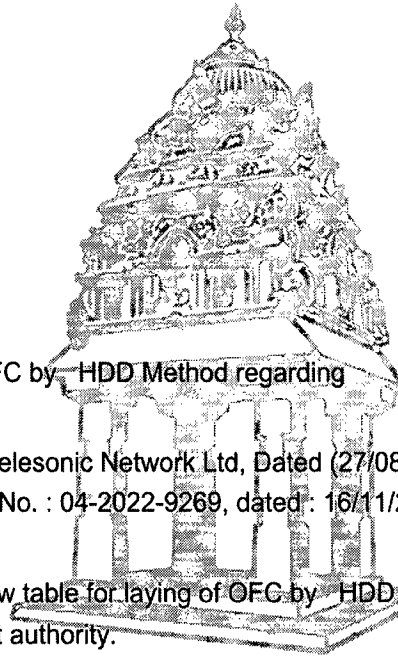 FC by HDD Method regarding
elesonic Network Ltd, Dated (27/08
No. : 04-2022-9269, dated : 16/11/2
w table for laying of OFC by HDD
t authority.